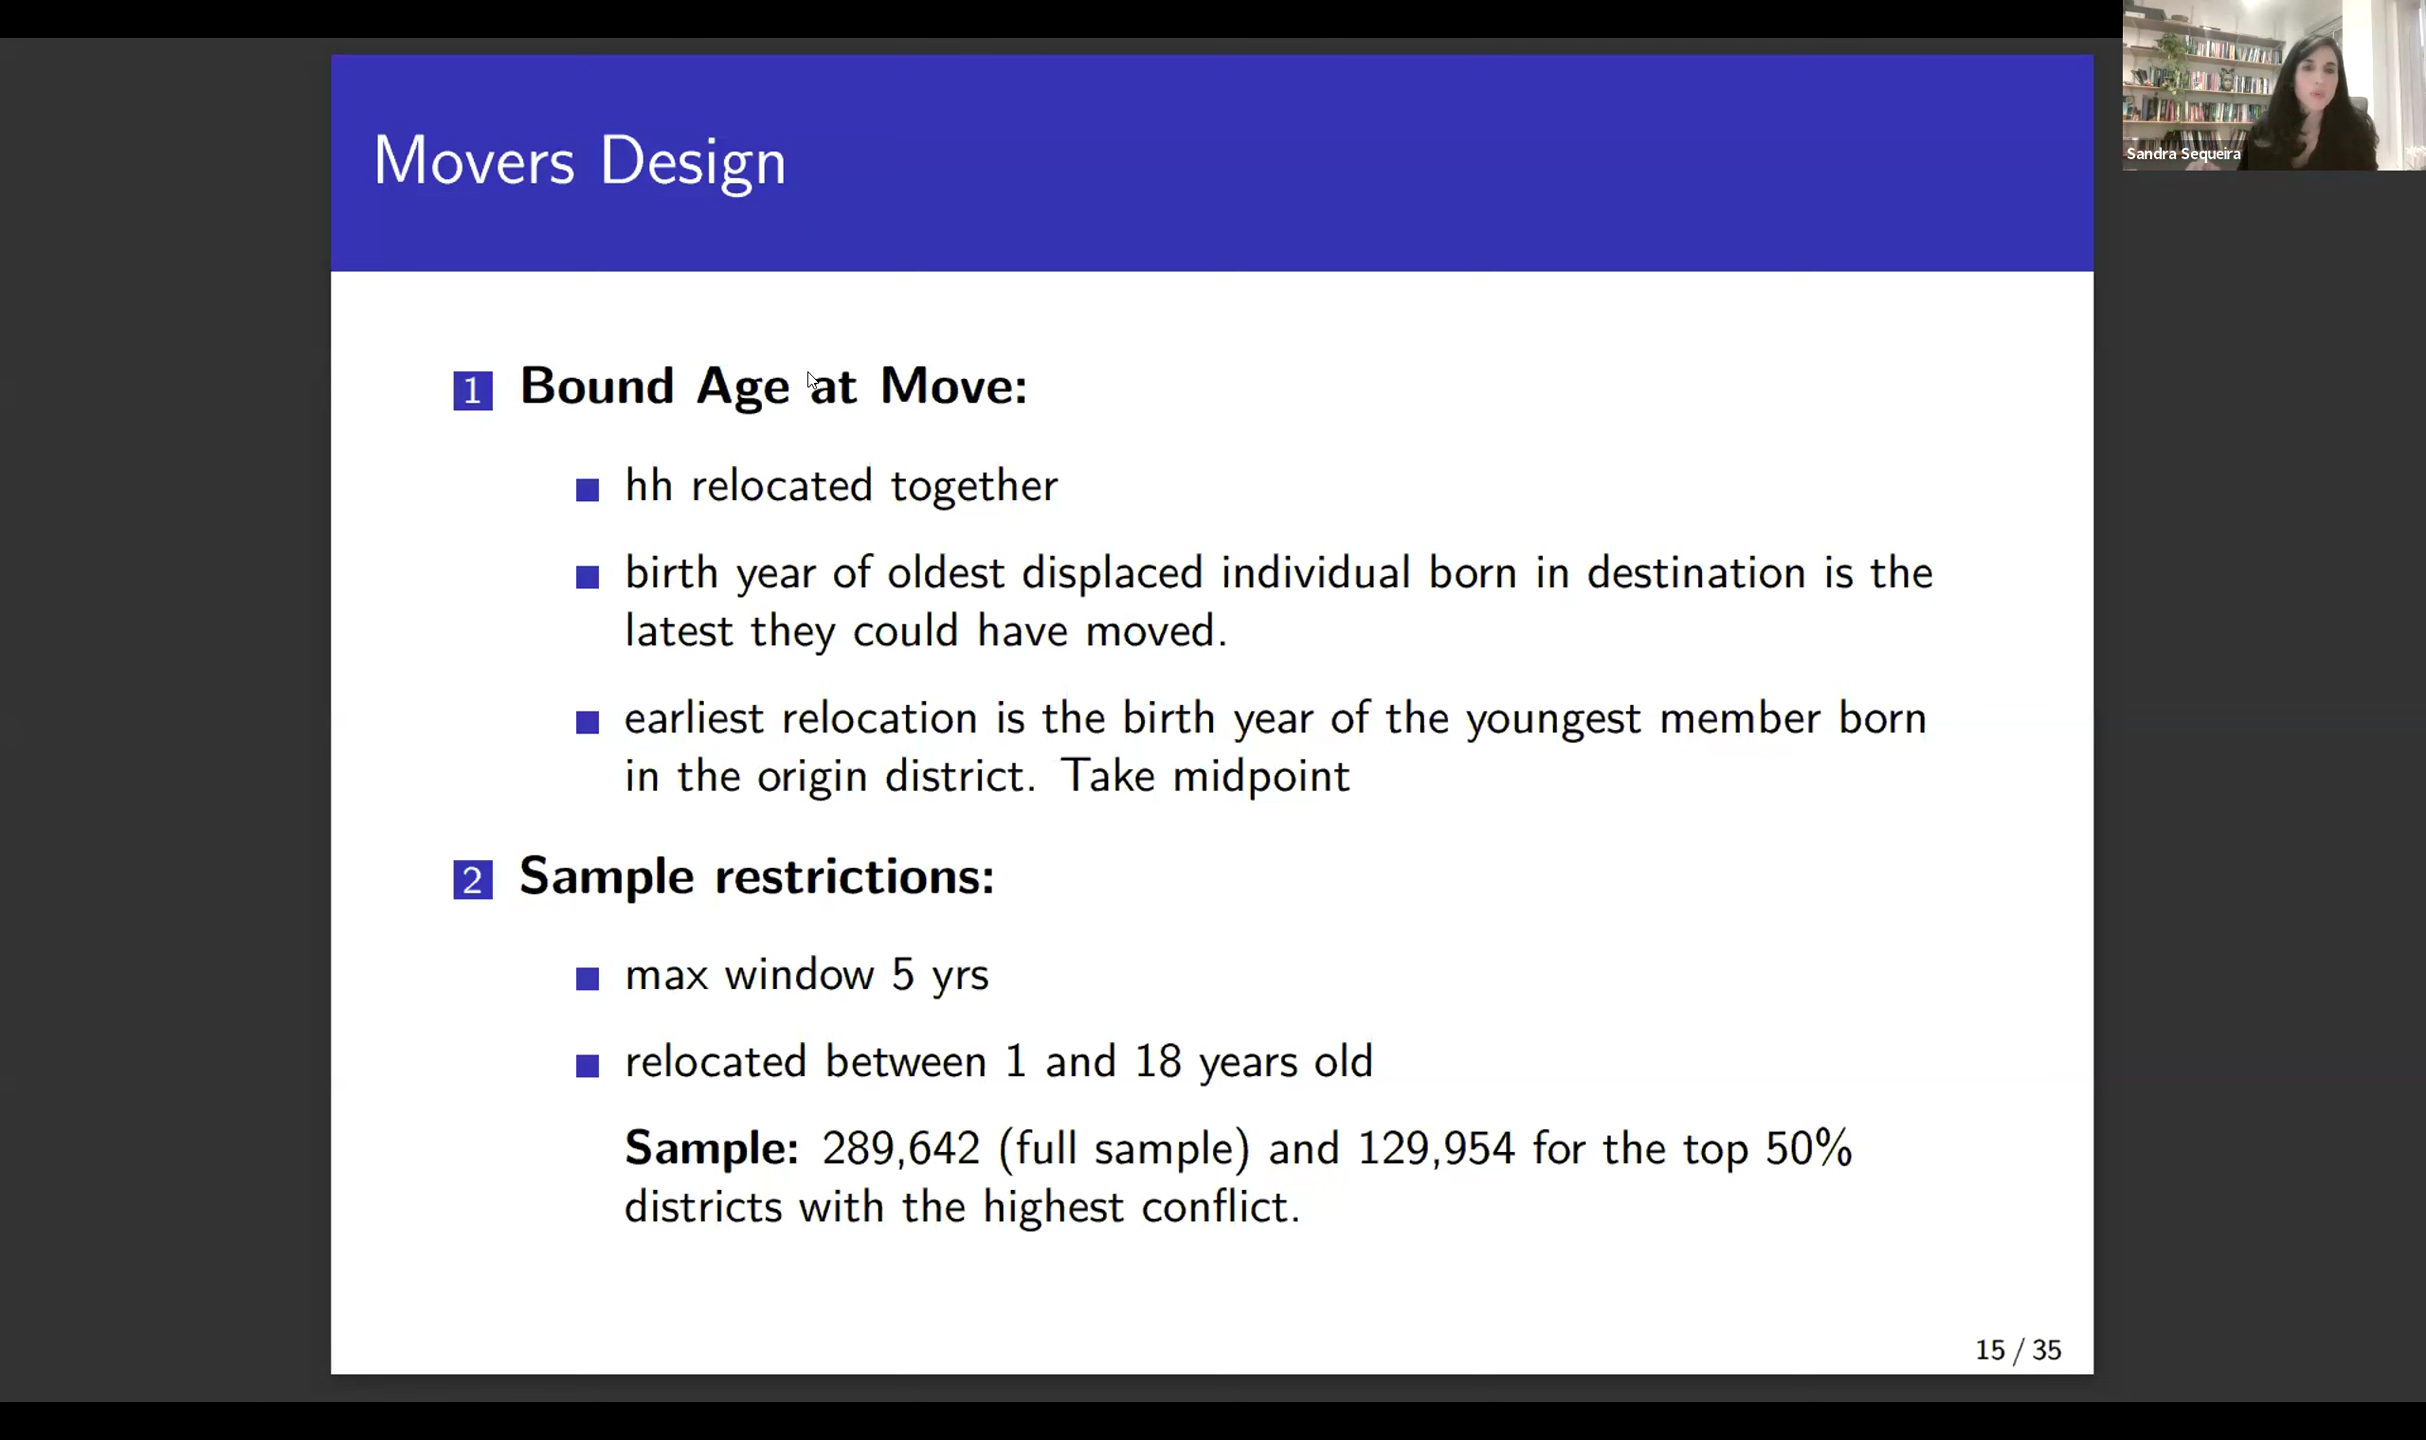 Movers Design
Sandra Sequeira
1 Bound Age at Move:
hh relocated together
birth year of oldest displaced individual born in destination is the
latest they could have moved.
earliest relocation is the birth year of the youngest member born
in the origin district. Take midpoint
2 Sample restrictions:
max window 5 yrs
relocated between 1 and 18 years old
Sample: 289,642 (full sample) and 129,954 for the top 50%
districts with the highest conflict.
15 / 35